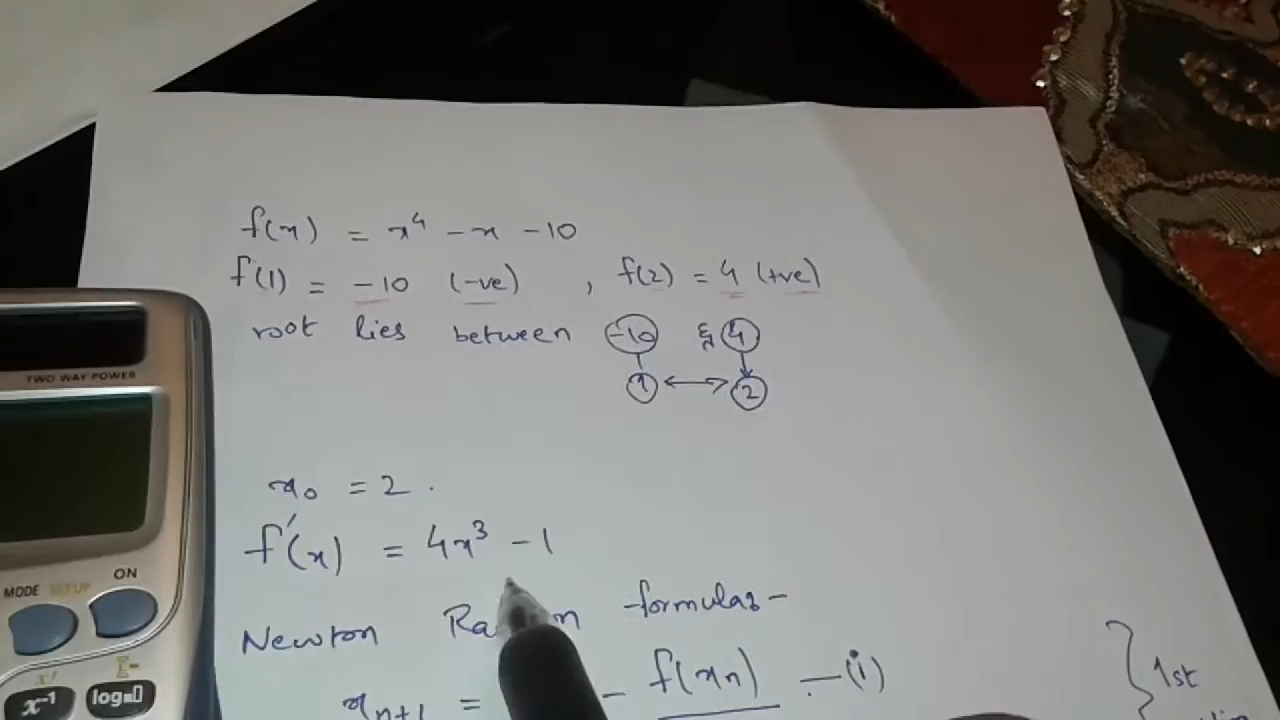 f(x) = x⁴ - x - 10
f(1) = -10 (-ve) , f(2) = 4 (+ve)
root lies between -10 & 4
1 ↔ 2
x₀ = 2.
f'(x) = 4x³ - 1
Newton formulas -
xₙ₊₁ = - f(xₙ) — (i)
1st
TWO WAY POWER
MODE SETUP ON
x! Σ-
x⁻¹ log▯